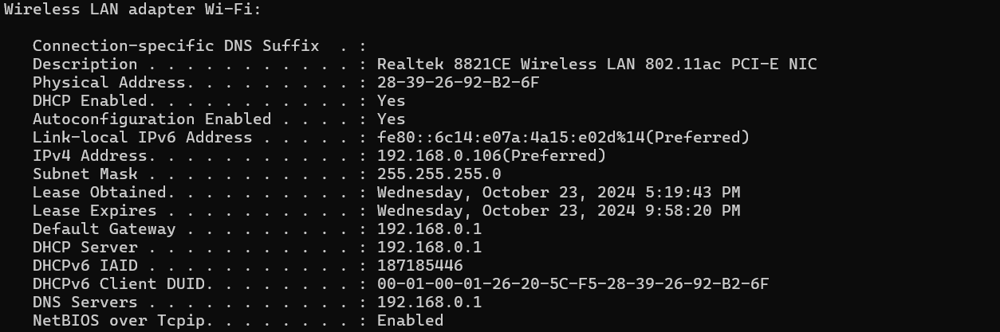 Wireless LAN adapter Wi-Fi:
Connection-specific DNS Suffix  . :
Description . . . . . . . . . . . : Realtek 8821CE Wireless LAN 802.11ac PCI-E NIC
Physical Address. . . . . . . . . : 28-39-26-92-B2-6F
DHCP Enabled. . . . . . . . . . . : Yes
Autoconfiguration Enabled . . . . : Yes
Link-local IPv6 Address . . . . . : fe80::6c14:e07a:4a15:e02d%14(Preferred)
IPv4 Address. . . . . . . . . . . : 192.168.0.106(Preferred)
Subnet Mask . . . . . . . . . . . : 255.255.255.0
Lease Obtained. . . . . . . . . . : Wednesday, October 23, 2024 5:19:43 PM
Lease Expires . . . . . . . . . . : Wednesday, October 23, 2024 9:58:20 PM
Default Gateway . . . . . . . . . : 192.168.0.1
DHCP Server . . . . . . . . . . . : 192.168.0.1
DHCPv6 IAID . . . . . . . . . . . : 187185446
DHCPv6 Client DUID. . . . . . . . : 00-01-00-01-26-20-5C-F5-28-39-26-92-B2-6F
DNS Servers . . . . . . . . . . . : 192.168.0.1
NetBIOS over Tcpip. . . . . . . . : Enabled